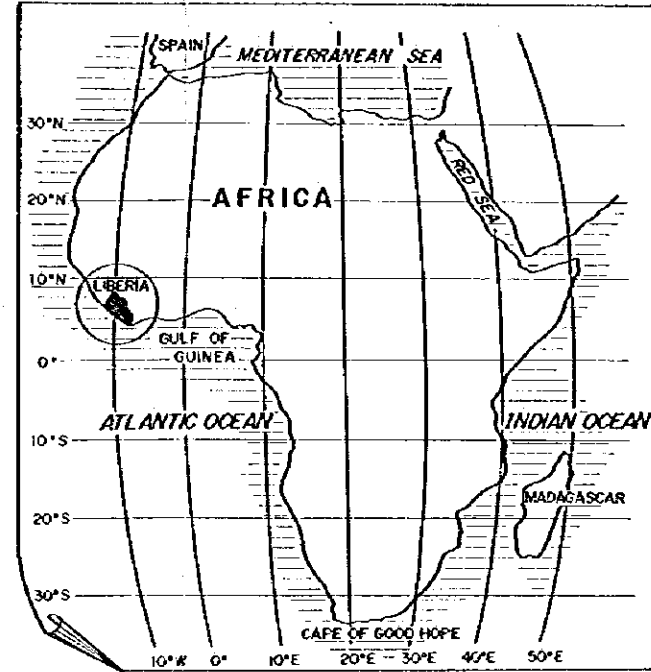 SPAIN
MEDITERRANEAN SEA
30°N
RED SEA
20°N
AFRICA
10°N
LIBERIA
GULF OF
GUINEA
0°
ATLANTIC OCEAN
INDIAN OCEAN
10°S
MADAGASCAR
20°S
30°S
CAPE OF GOOD HOPE
10°W 0° 10°E 20°E 30°E 40°E 50°E